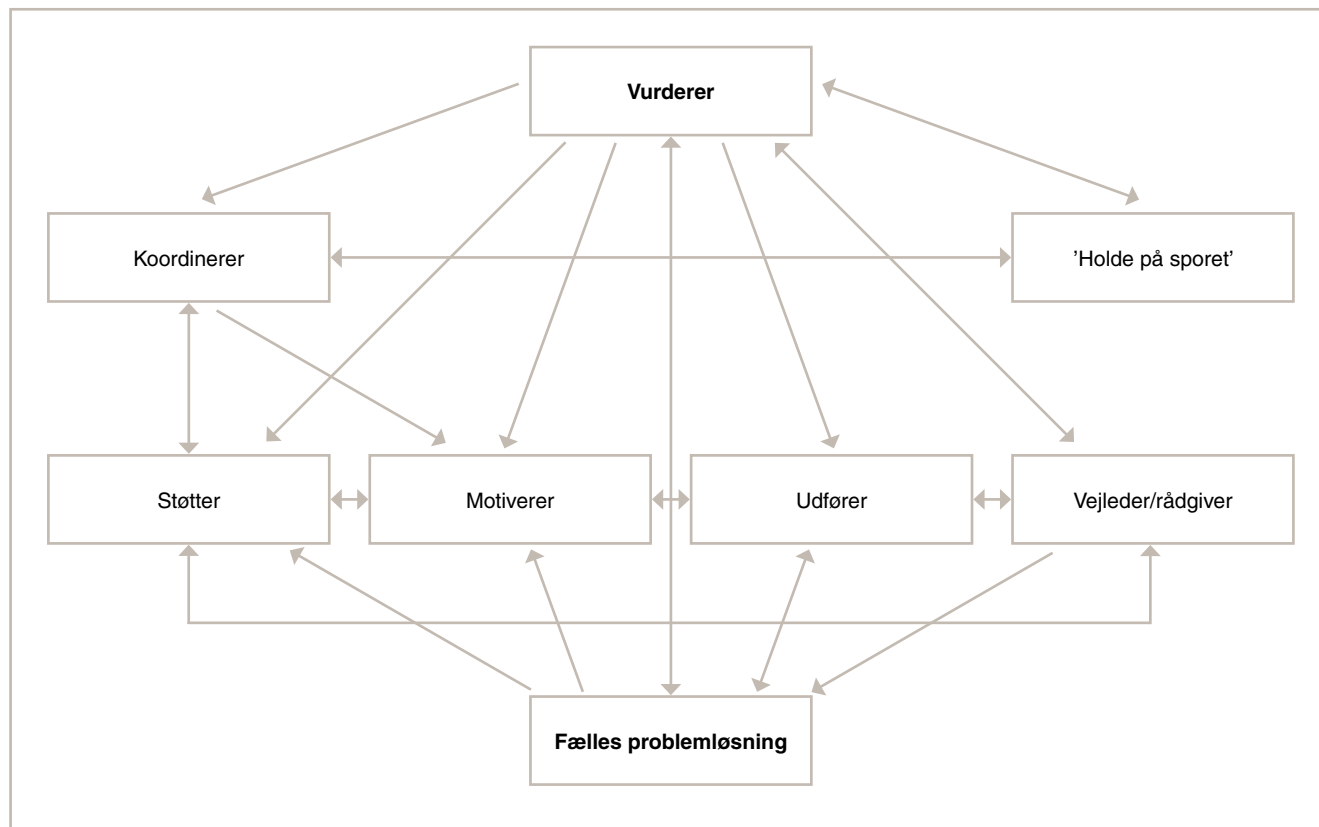 Vurderer
Koordinerer
’Holde på sporet’
Støtter
Motiverer
Udfører
Vejleder/rådgiver
Fælles problemløsning